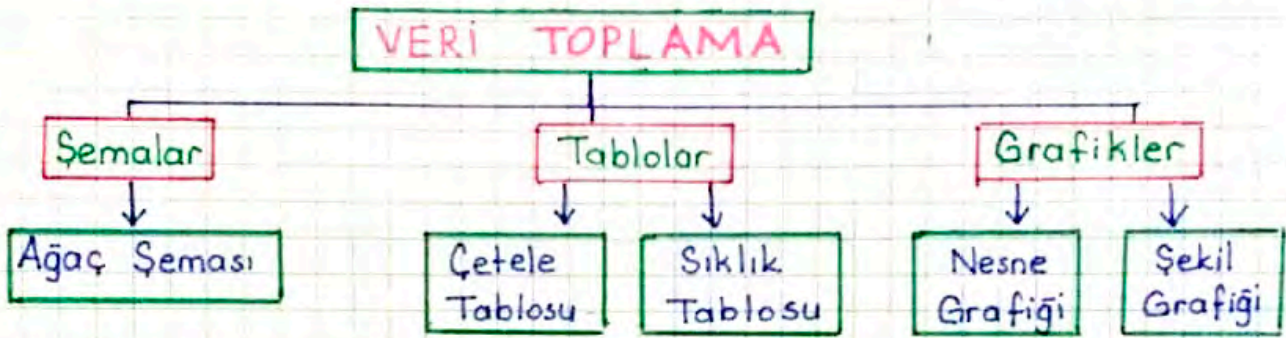 VERİ TOPLAMA
Şemalar
Tablolar
Grafikler
Ağaç Şeması
Çetele
Tablosu
Sıklık
Tablosu
Nesne
Grafiği
Şekil
Grafiği